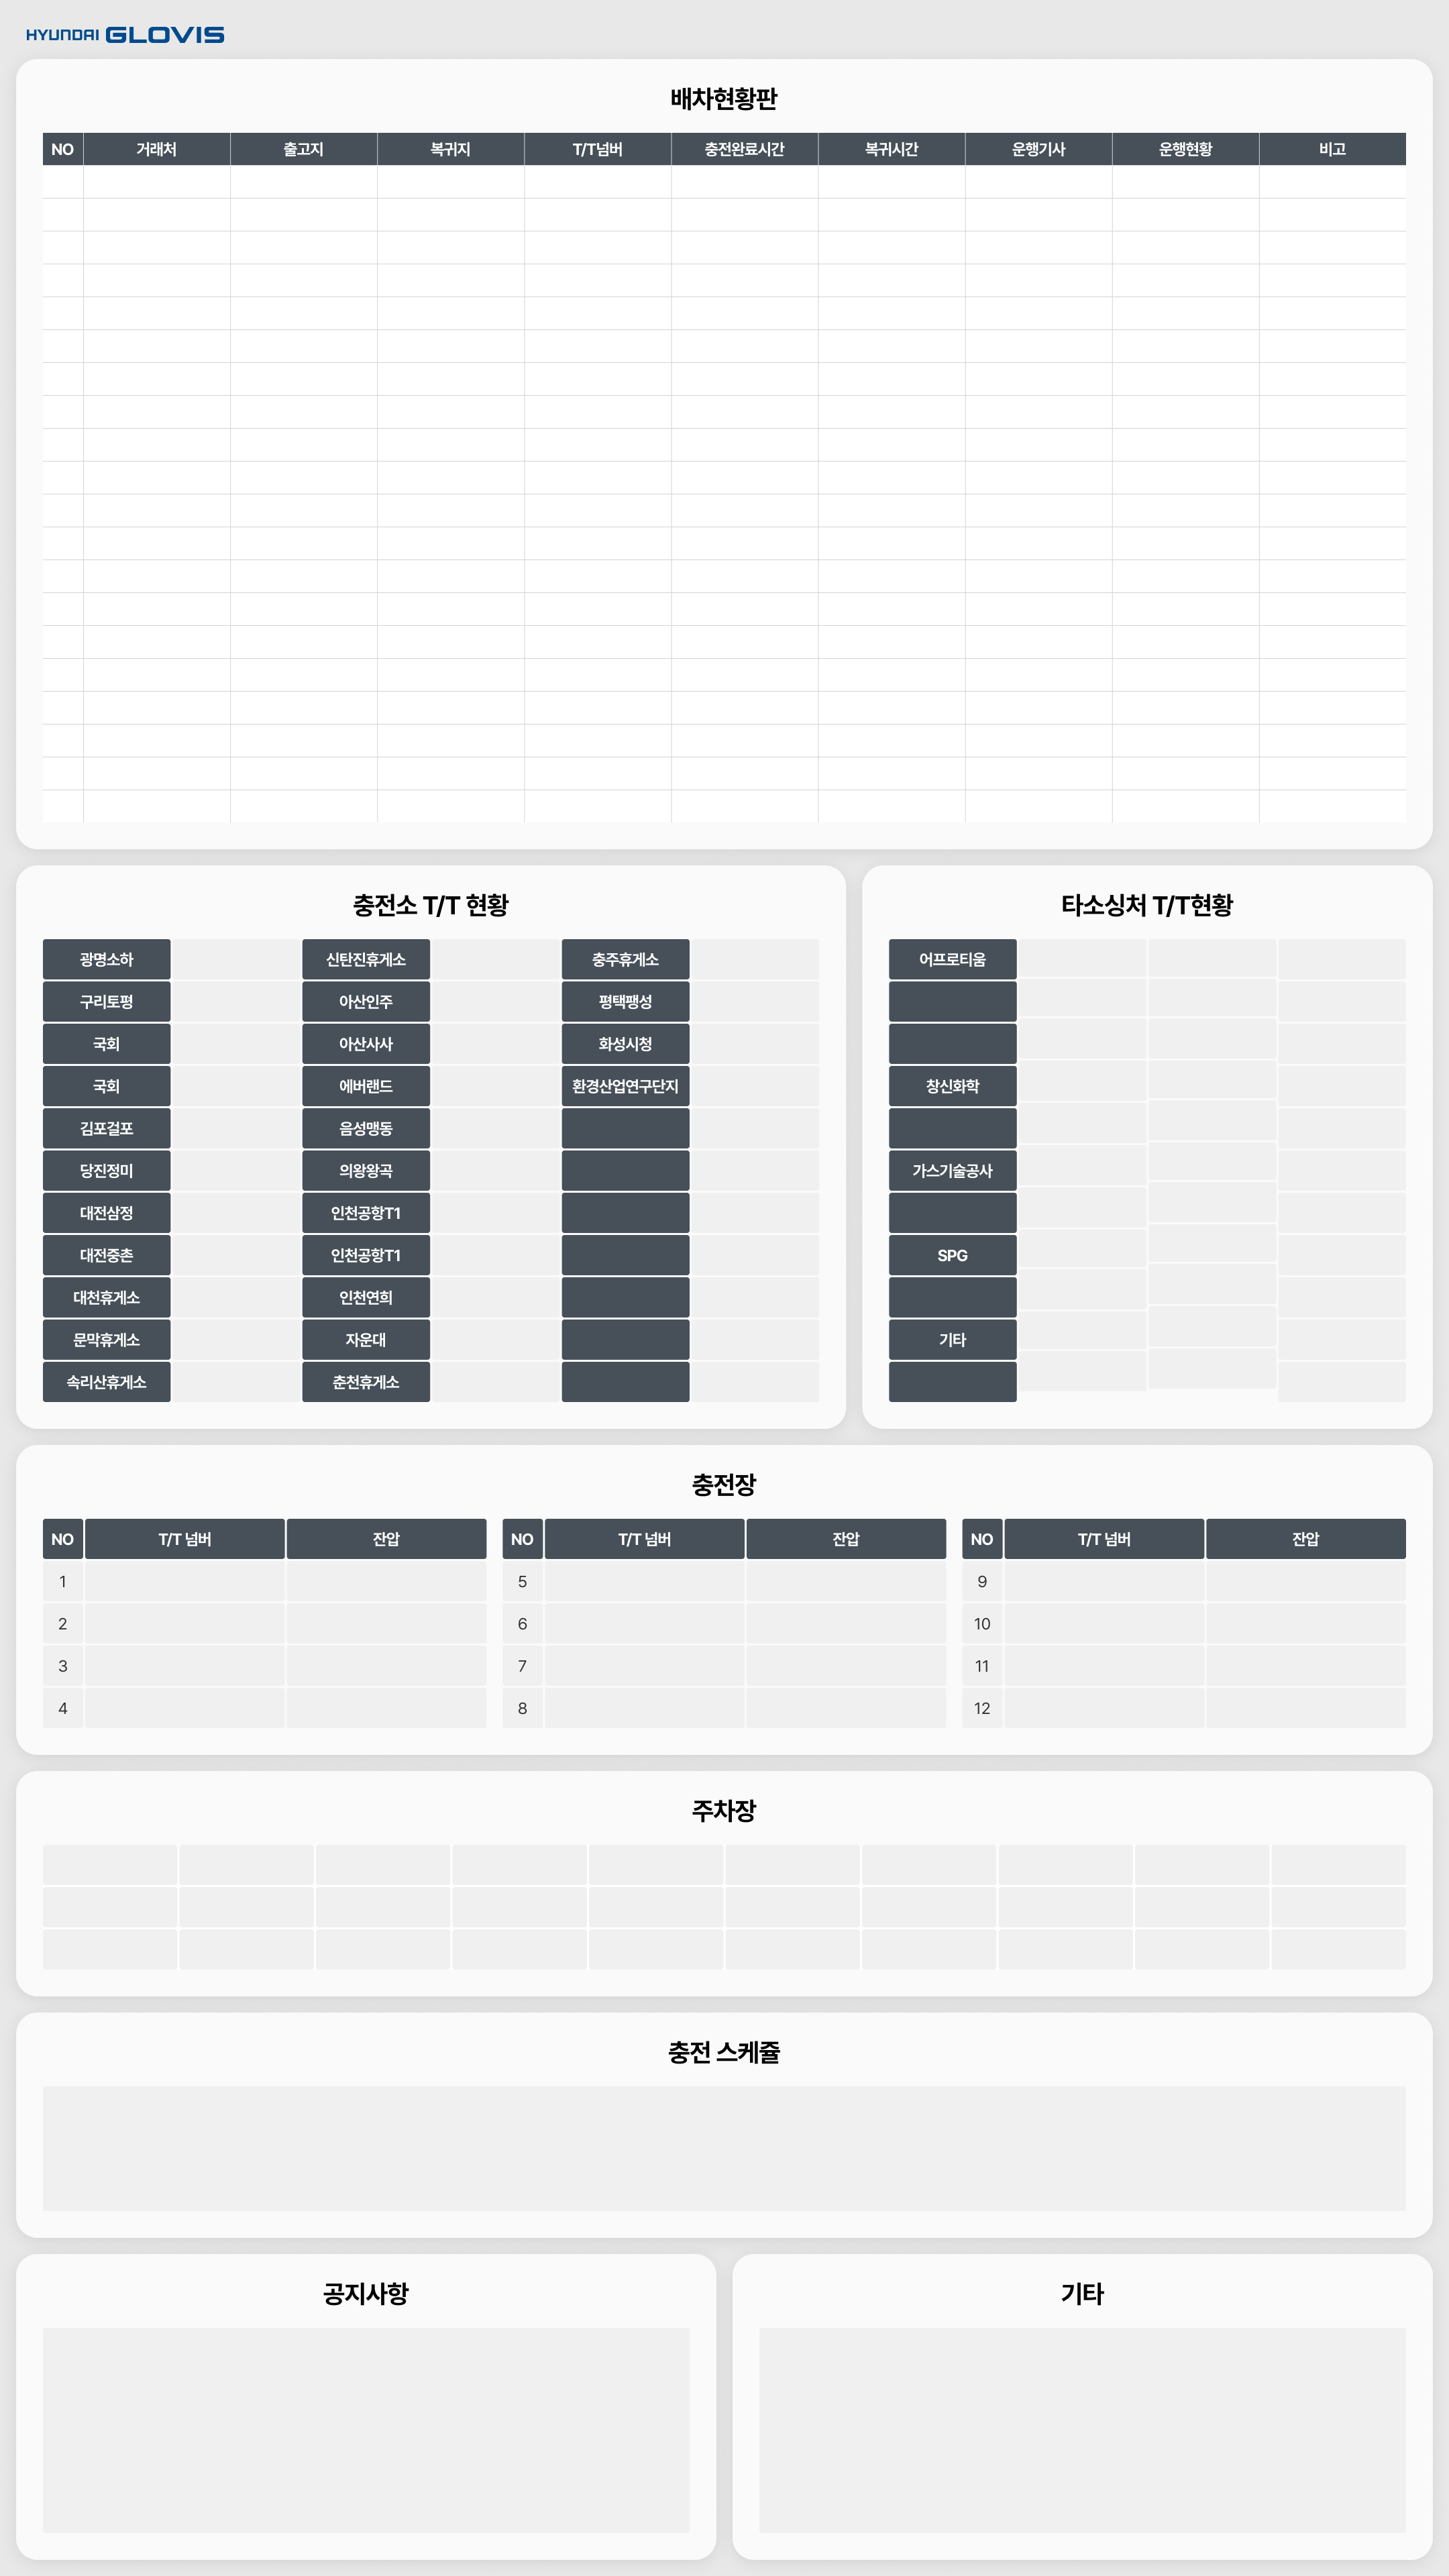 HYUNDAI GLOVIS
배차현황판
NO 거래처 출고지 복귀지 T/T넘버 충전완료시간 복귀시간 운행기사 운행현황 비고
충전소 T/T 현황
광명소하 신탄진휴게소 충주휴게소
구리토평 아산인주 평택팽성
국회 아산사사 화성시청
국회 에버랜드 환경산업연구단지
김포걸포 음성맹동
당진정미 의왕왕곡
대전삼정 인천공항T1
대전중촌 인천공항T1
대천휴게소 인천연희
문막휴게소 자운대
속리산휴게소 춘천휴게소
타소싱처 T/T현황
어프로티움
창신화학
가스기술공사
SPG
기타
충전장
NO T/T 넘버 잔압 NO T/T 넘버 잔압 NO T/T 넘버 잔압
1 5 9
2 6 10
3 7 11
4 8 12
주차장
충전 스케쥴
공지사항
기타